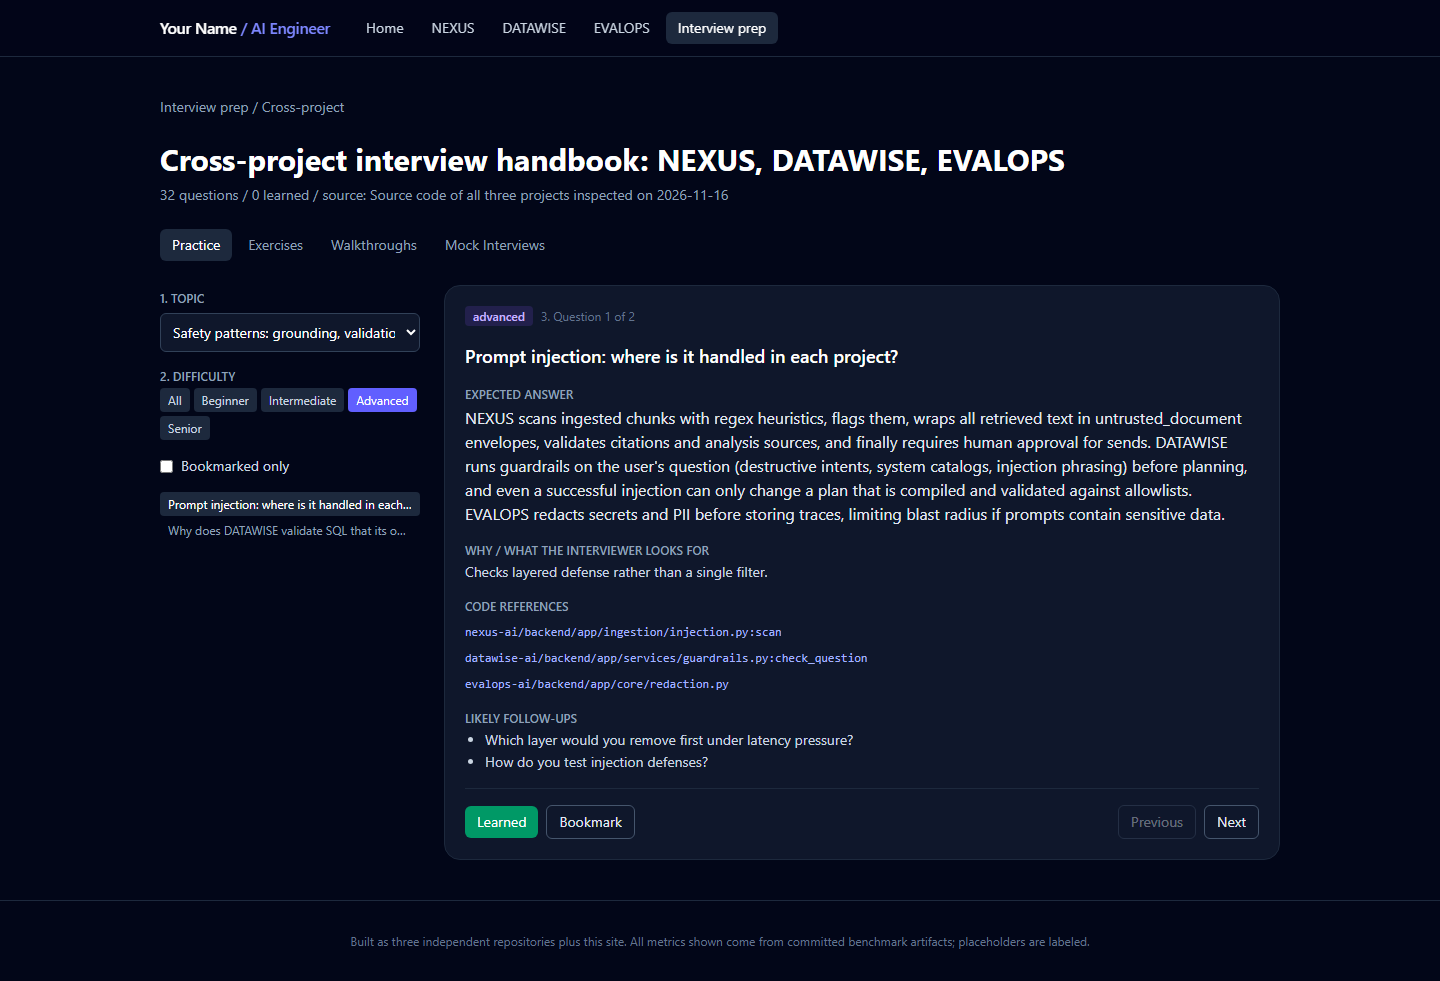 Your Name / AI Engineer
Home
NEXUS
DATAWISE
EVALOPS
Interview prep
Interview prep / Cross-project
Cross-project interview handbook: NEXUS, DATAWISE, EVALOPS
32 questions / 0 learned / source: Source code of all three projects inspected on 2026-11-16
Practice
Exercises
Walkthroughs
Mock Interviews
1. TOPIC
Safety patterns: grounding, validatio
2. DIFFICULTY
All
Beginner
Intermediate
Advanced
Senior
Bookmarked only
Prompt injection: where is it handled in each...
Why does DATAWISE validate SQL that its o...
advanced
3. Question 1 of 2
Prompt injection: where is it handled in each project?
EXPECTED ANSWER
NEXUS scans ingested chunks with regex heuristics, flags them, wraps all retrieved text in untrusted_document
envelopes, validates citations and analysis sources, and finally requires human approval for sends. DATAWISE
runs guardrails on the user's question (destructive intents, system catalogs, injection phrasing) before planning,
and even a successful injection can only change a plan that is compiled and validated against allowlists.
EVALOPS redacts secrets and PII before storing traces, limiting blast radius if prompts contain sensitive data.
WHY / WHAT THE INTERVIEWER LOOKS FOR
Checks layered defense rather than a single filter.
CODE REFERENCES
nexus-ai/backend/app/ingestion/injection.py:scan
datawise-ai/backend/app/services/guardrails.py:check_question
evalops-ai/backend/app/core/redaction.py
LIKELY FOLLOW-UPS
• Which layer would you remove first under latency pressure?
• How do you test injection defenses?
Learned
Bookmark
Previous
Next
Built as three independent repositories plus this site. All metrics shown come from committed benchmark artifacts; placeholders are labeled.